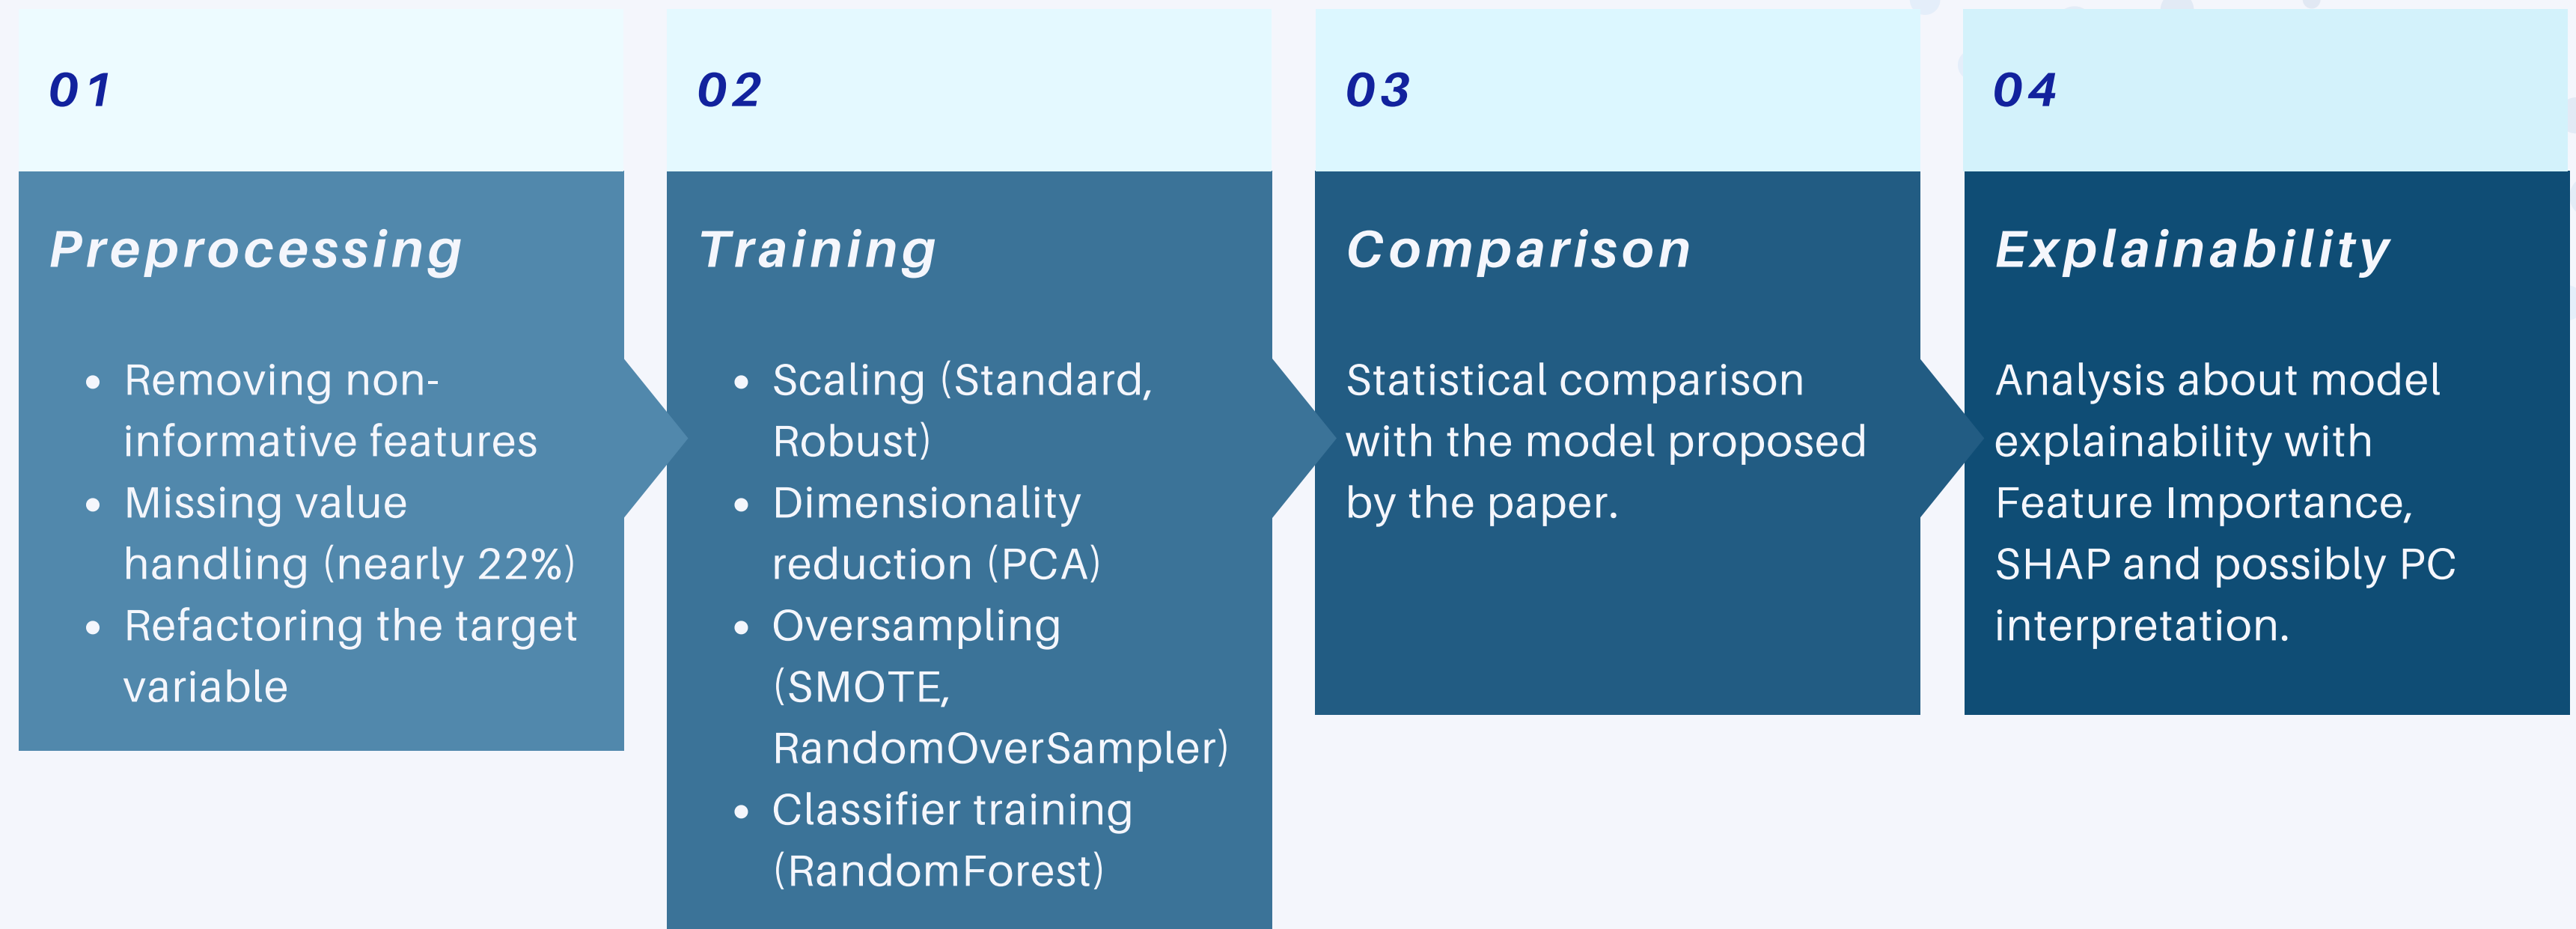 01
Preprocessing
• Removing non-
informative features
• Missing value
handling (nearly 22%)
• Refactoring the target
variable
02
Training
• Scaling (Standard,
Robust)
• Dimensionality
reduction (PCA)
• Oversampling
(SMOTE,
RandomOverSampler)
• Classifier training
(RandomForest)
03
Comparison
Statistical comparison
with the model proposed
by the paper.
04
Explainability
Analysis about model
explainability with
Feature Importance,
SHAP and possibly PC
interpretation.